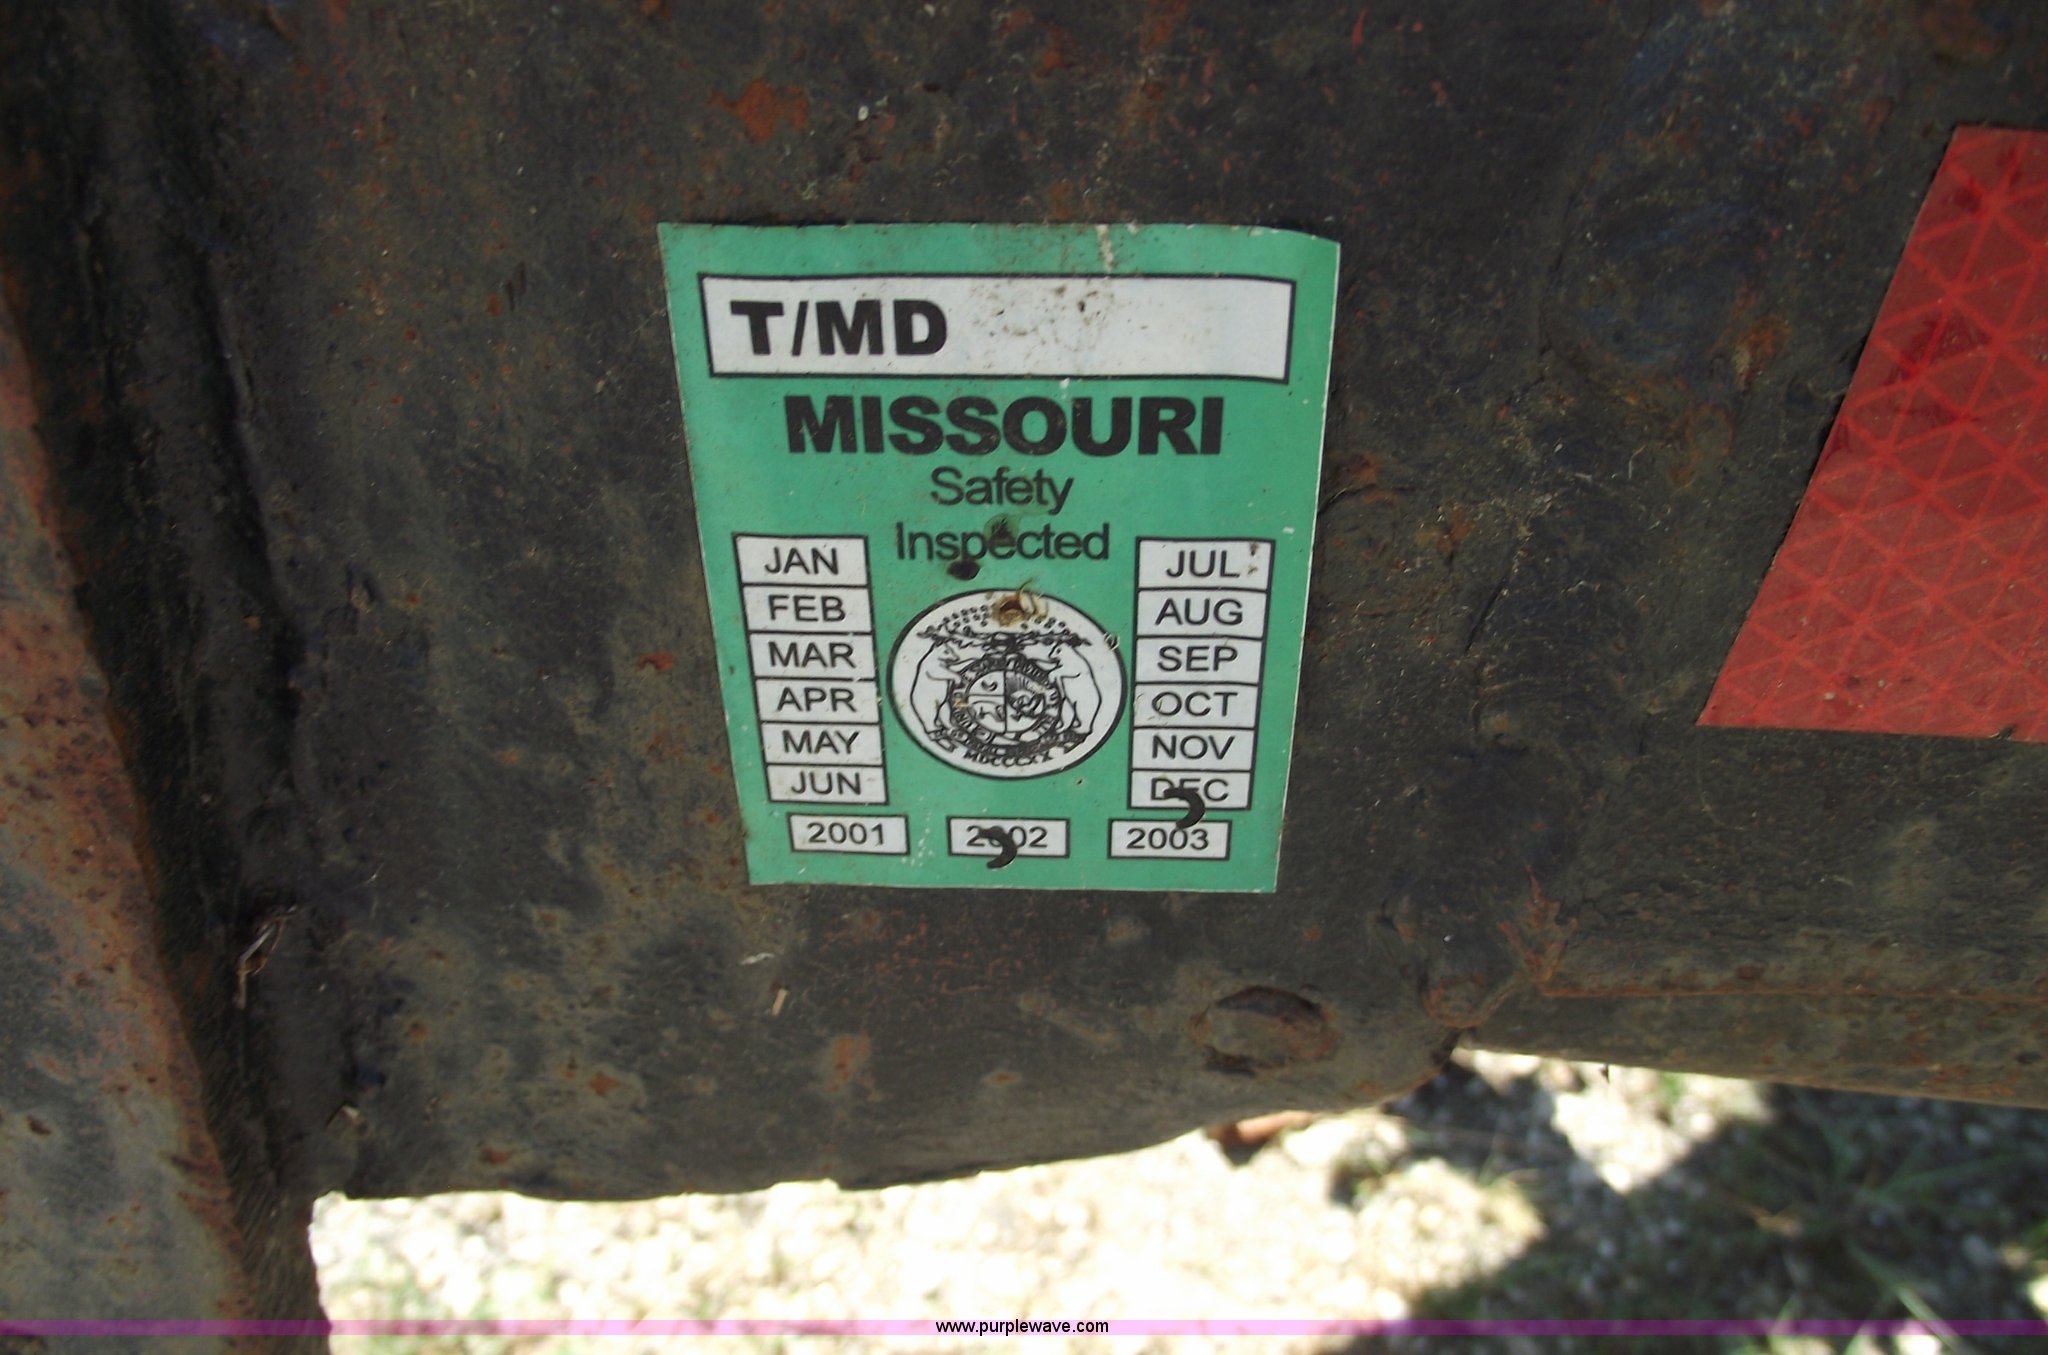 T/MD
MISSOURI
Safety
Inspected
JAN
FEB
MAR
APR
MAY
JUN
JUL
AUG
SEP
OCT
NOV
DEC
MDCCCXX
2001
2002
2003
www.purplewave.com